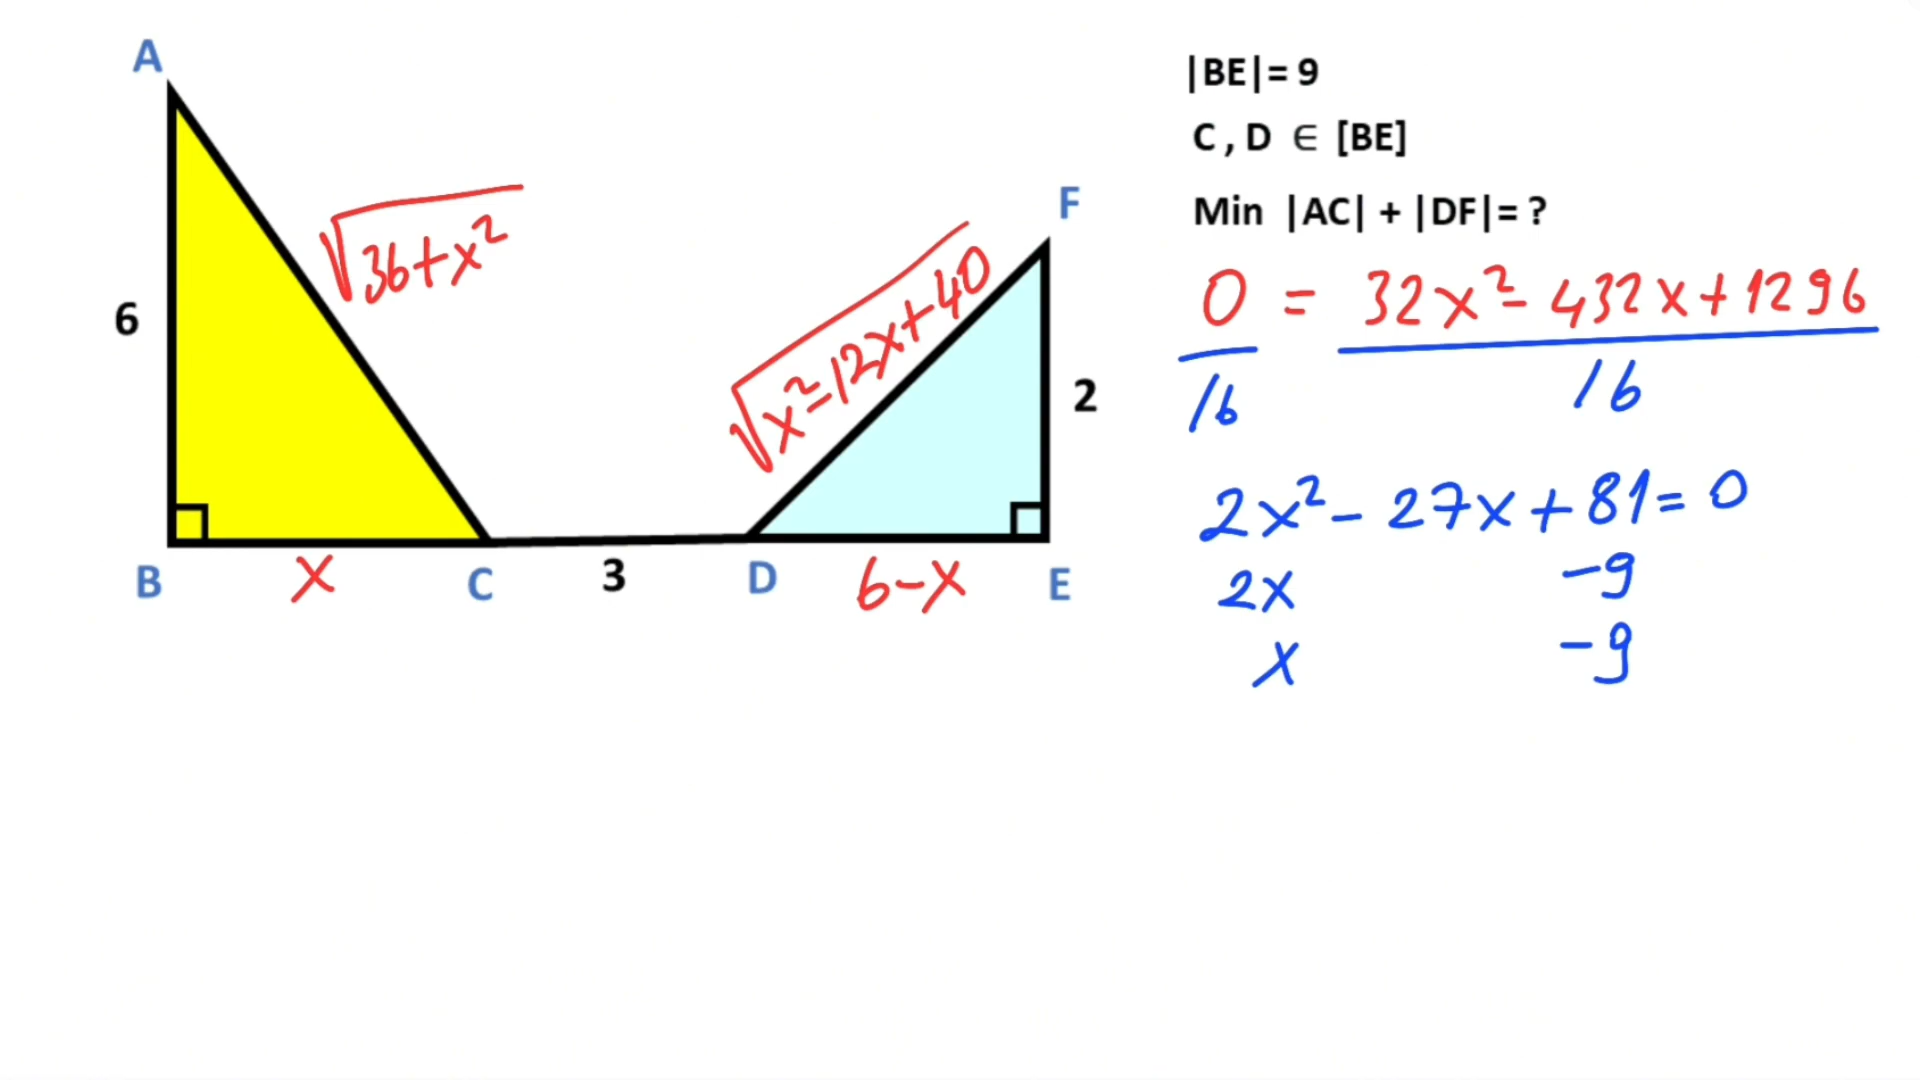 A
|BE|= 9
C , D ∈ [BE]
F
Min |AC| + |DF|= ?
√36+x²
6
√x²-12x+40
2
0 = 32x²- 432x+1296
16 16
2x²- 27x+81=0
B x C 3 D 6-x E
2x -9
x -9